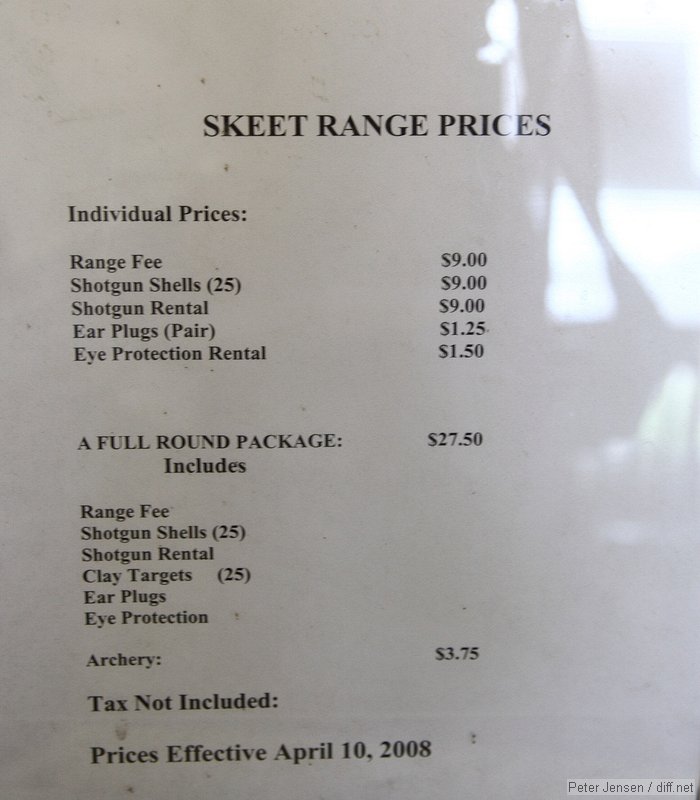 SKEET RANGE PRICES
Individual Prices:
Range Fee $9.00
Shotgun Shells (25) $9.00
Shotgun Rental $9.00
Ear Plugs (Pair) $1.25
Eye Protection Rental $1.50
A FULL ROUND PACKAGE: $27.50
Includes
Range Fee
Shotgun Shells (25)
Shotgun Rental
Clay Targets (25)
Ear Plugs
Eye Protection
Archery: $3.75
Tax Not Included:
Prices Effective April 10, 2008
Peter Jensen / diff.net